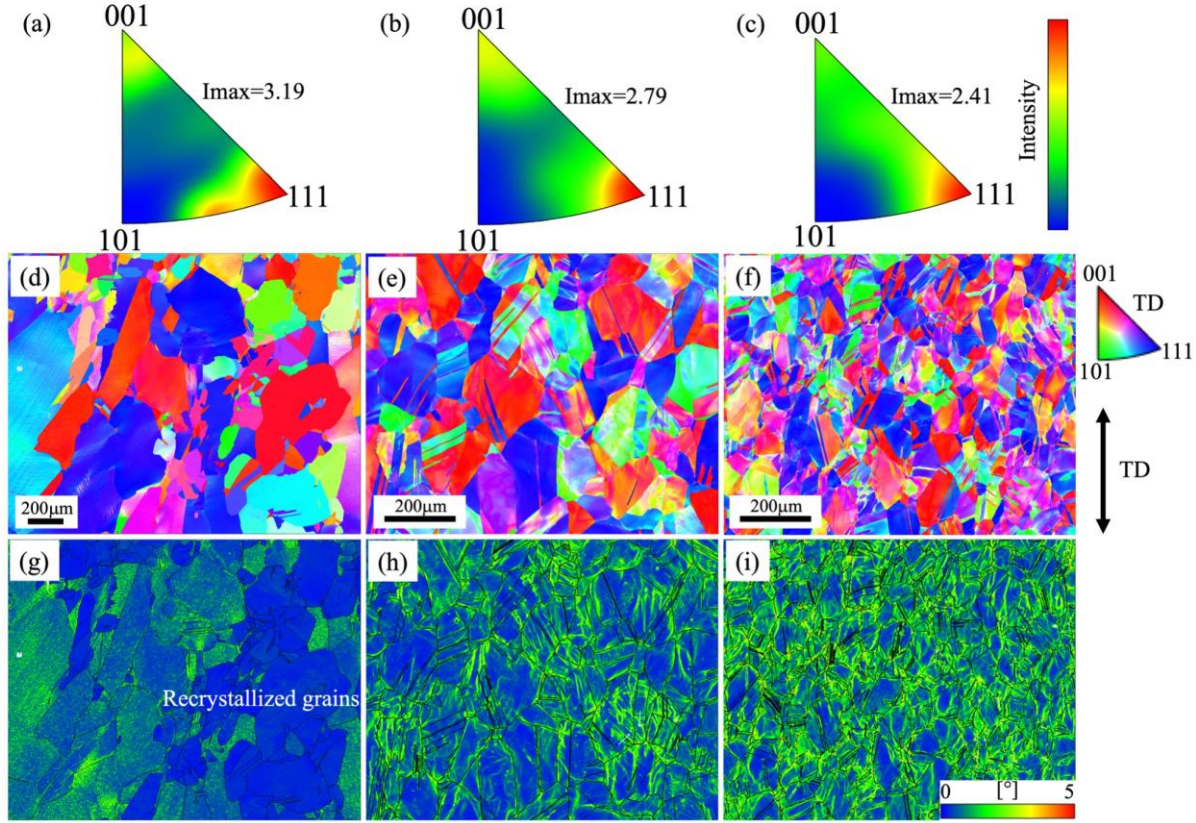 (a)
001
Imax=3.19
111
101
(b)
001
Imax=2.79
111
101
(c)
001
Imax=2.41
111
101
Intensity
(d)
200μm
(e)
200μm
(f)
200μm
001
TD
111
101
TD
(g)
Recrystallized grains
(h)
(i)
0 [°] 5